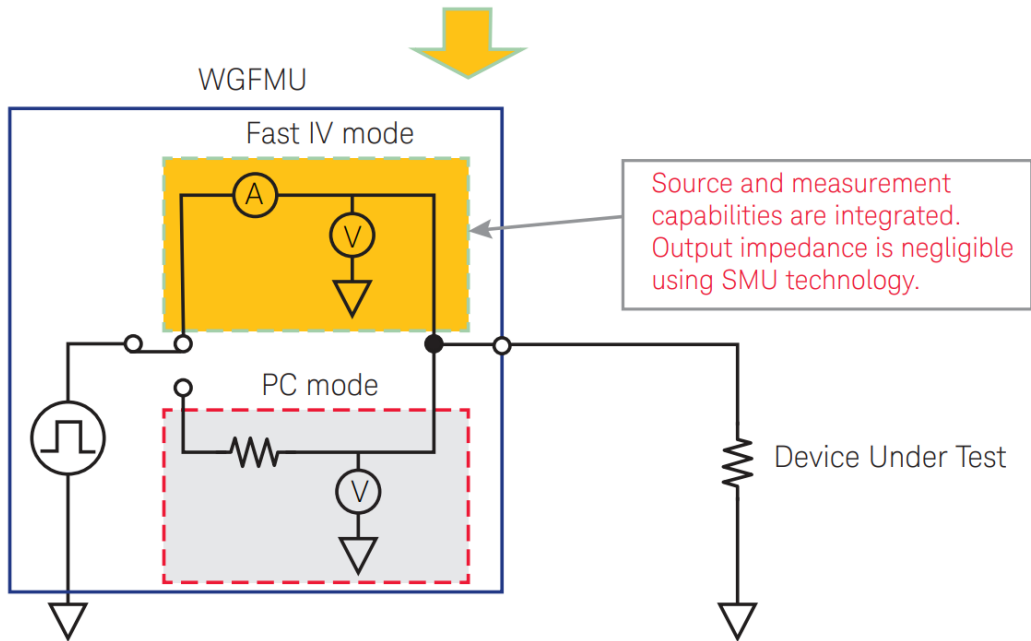 WGFMU
Fast IV mode
A
V
Source and measurement
capabilities are integrated.
Output impedance is negligible
using SMU technology.
PC mode
V
Device Under Test